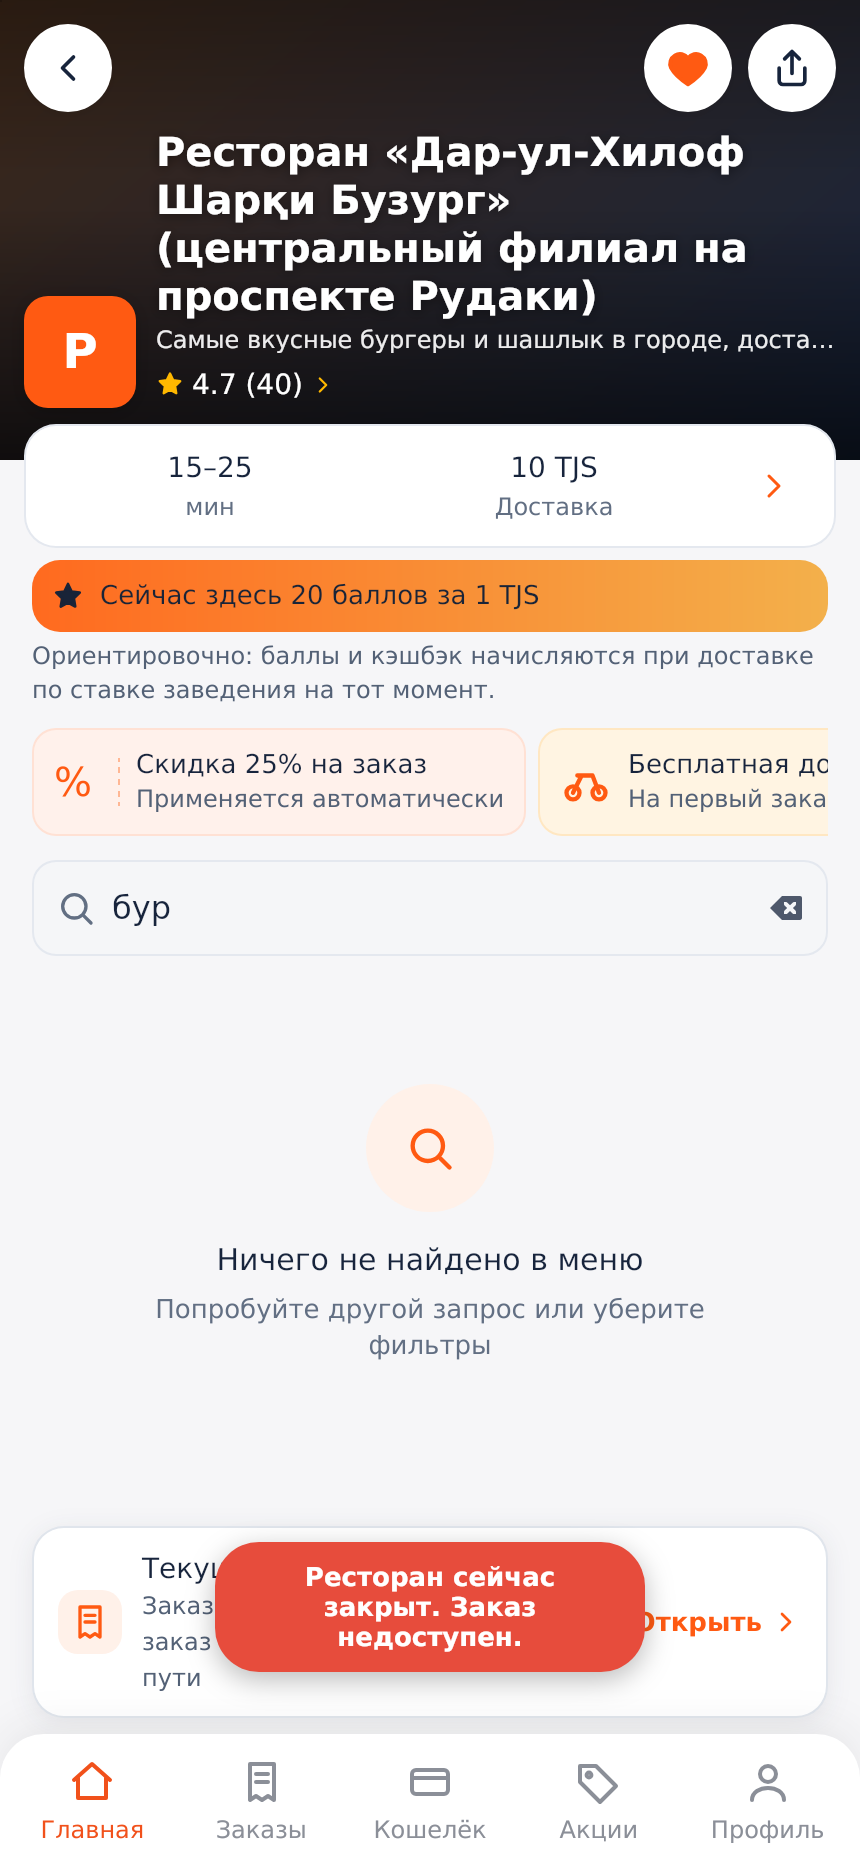 Ресторан «Дар-ул-Хилоф
Шарқи Бузург»
(центральный филиал на
проспекте Рудаки)
Р
Самые вкусные бургеры и шашлык в городе, доста...
4.7 (40)
15–25
мин
10 TJS
Доставка
Сейчас здесь 20 баллов за 1 TJS
Ориентировочно: баллы и кэшбэк начисляются при доставке
по ставке заведения на тот момент.
%
Скидка 25% на заказ
Применяется автоматически
Бесплатная до
На первый зака
бур
Ничего не найдено в меню
Попробуйте другой запрос или уберите
фильтры
Заказ
заказ
пути
Ресторан сейчас
закрыт. Заказ
недоступен.
Открыть
Главная
Заказы
Кошелёк
Акции
Профиль